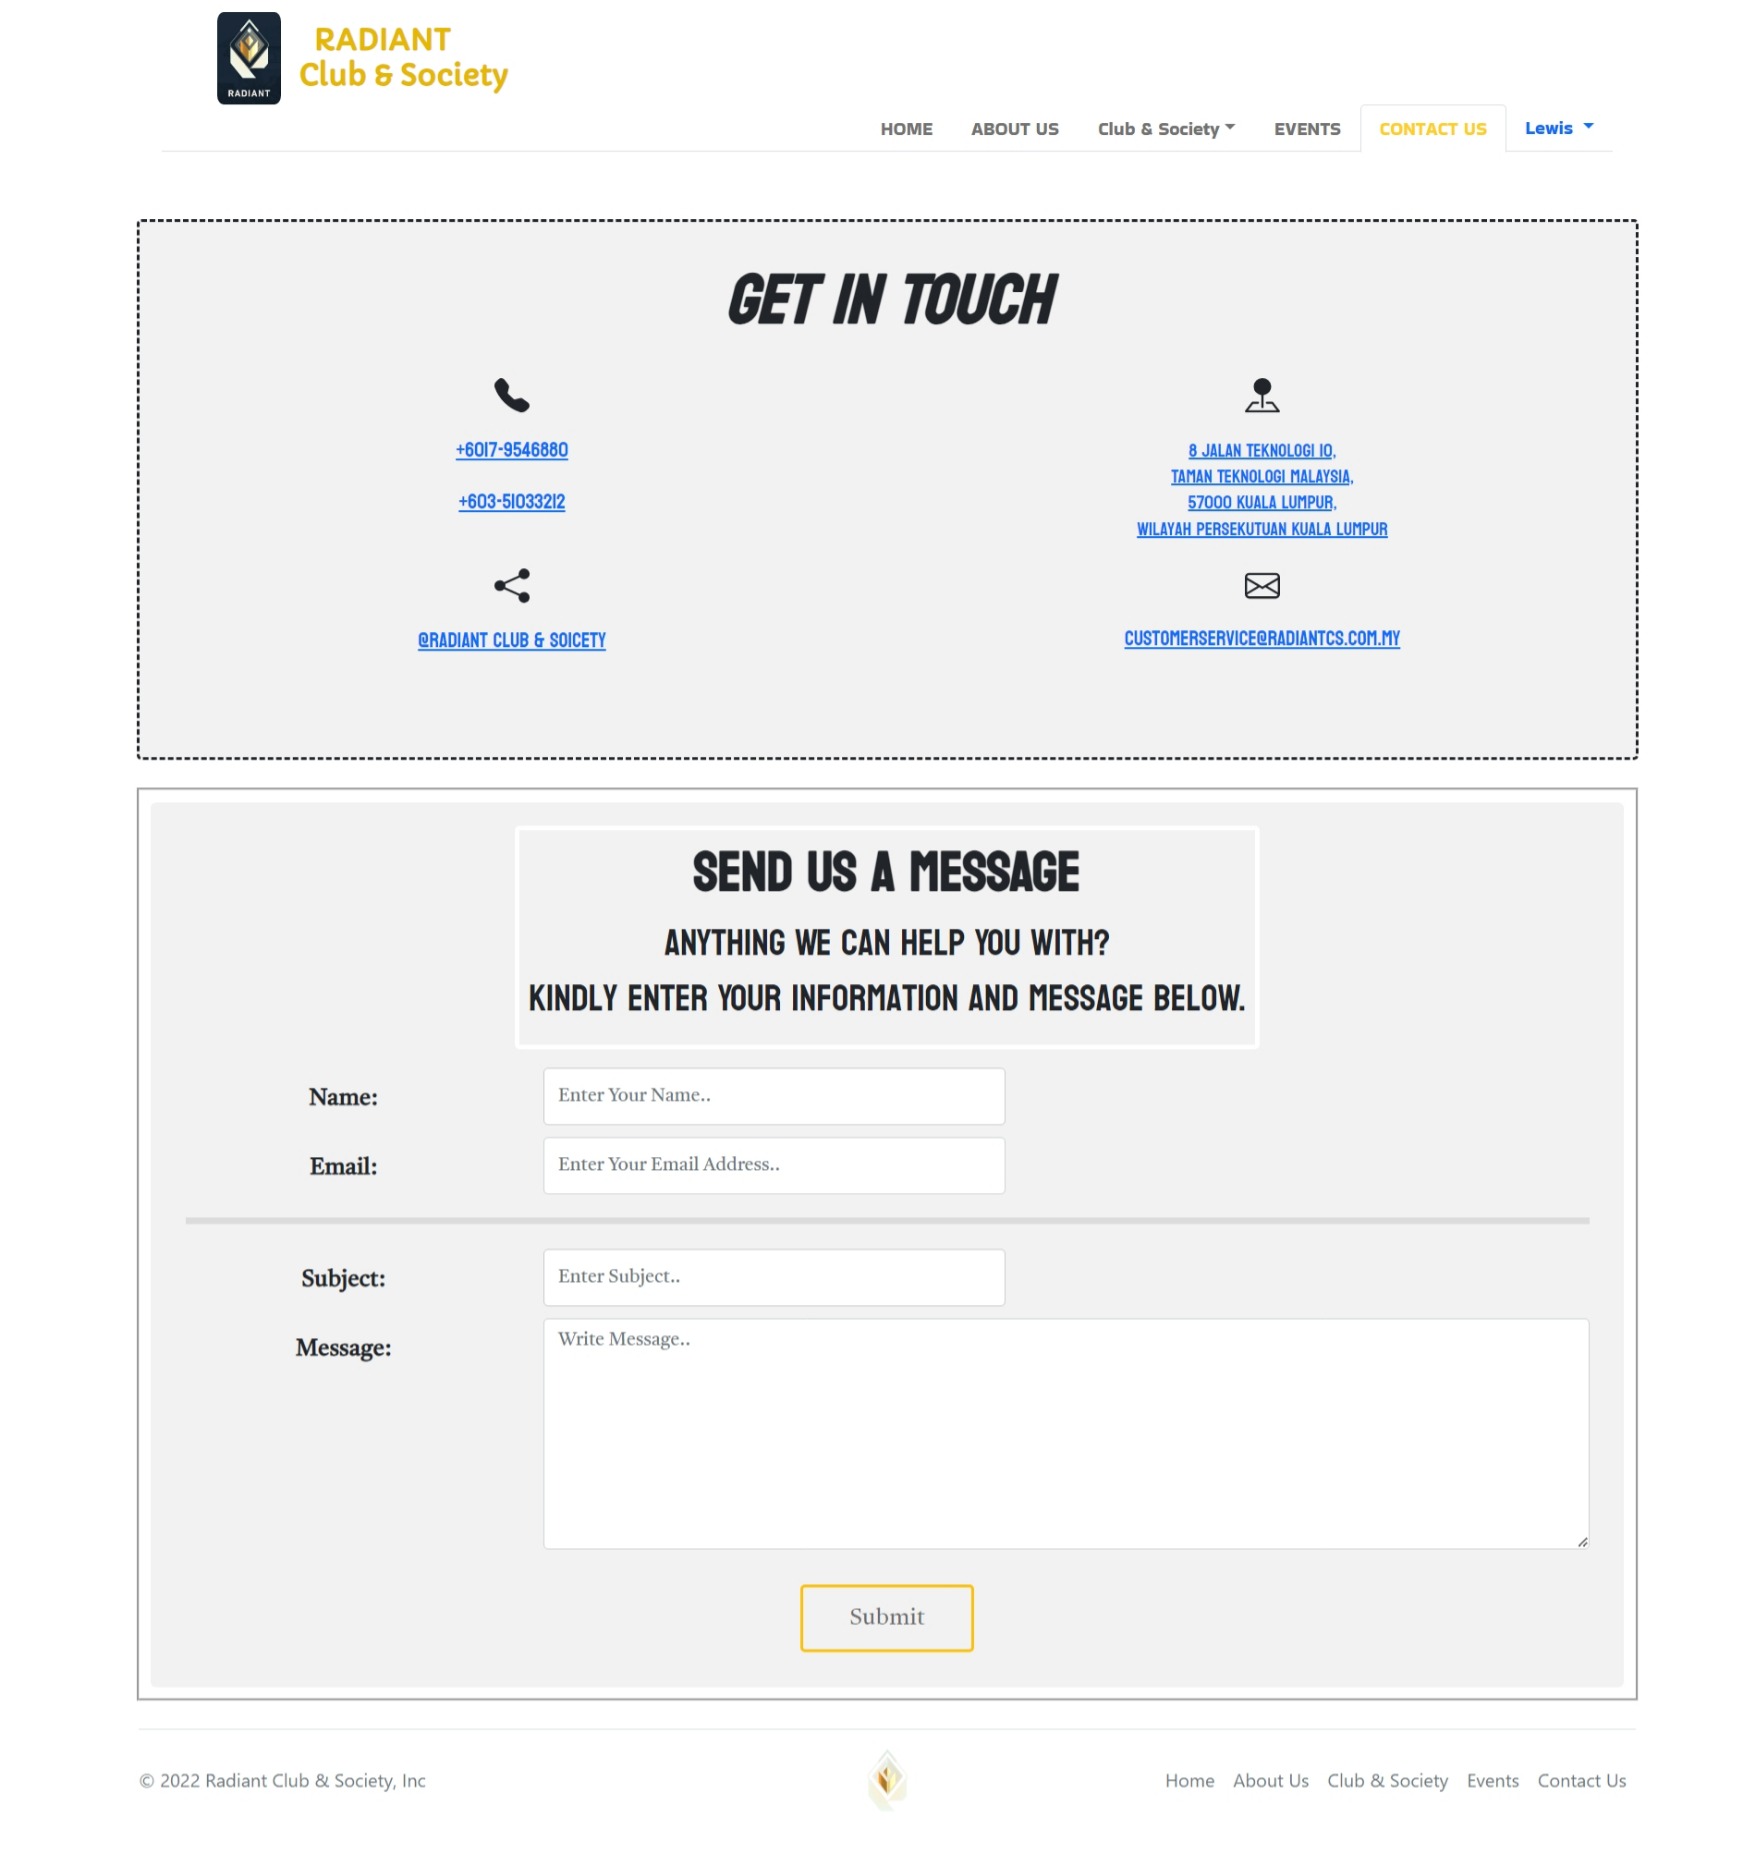 RADIANT
RADIANT
Club & Society
HOME ABOUT US Club & Society EVENTS CONTACT US Lewis
GET IN TOUCH
+6017-9546880
+603-51033212
8 JALAN TEKNOLOGI 10,
TAMAN TEKNOLOGI MALAYSIA,
57000 KUALA LUMPUR,
WILAYAH PERSEKUTUAN KUALA LUMPUR
@RADIANT CLUB & SOICETY
CUSTOMERSERVICE@RADIANTCS.COM.MY
SEND US A MESSAGE
ANYTHING WE CAN HELP YOU WITH?
KINDLY ENTER YOUR INFORMATION AND MESSAGE BELOW.
Name: Enter Your Name..
Email: Enter Your Email Address..
Subject: Enter Subject..
Message: Write Message..
Submit
© 2022 Radiant Club & Society, Inc
Home About Us Club & Society Events Contact Us